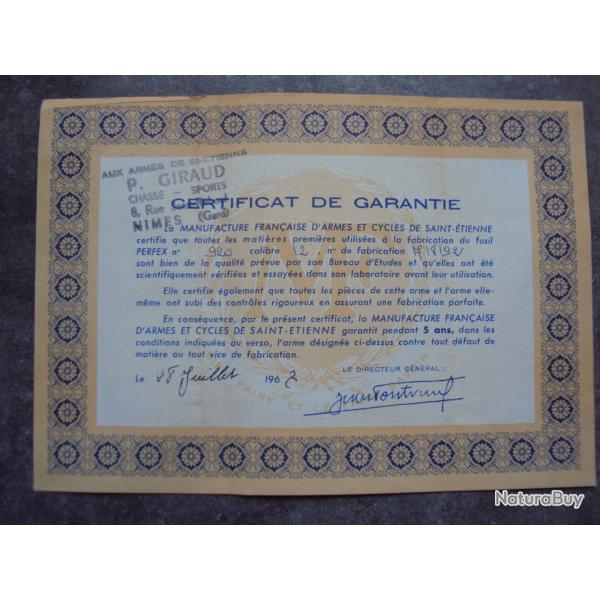 AUX ARMES DE St-ETIENNE
P. GIRAUD
CHASSE — SPORTS
8, Rue
NIMES (Gard)
CERTIFICAT DE GARANTIE
La MANUFACTURE FRANÇAISE D'ARMES ET CYCLES DE SAINT-ÉTIENNE
certifie que toutes les matières premières utilisées à la fabrication du fusil
PERFEX n° 920 calibre 12 n° de fabrication
sont bien de la qualité prévue par son Bureau d'Etudes et qu'elles ont été
scientifiquement vérifiées et essayées dans son laboratoire avant leur utilisation.
Elle certifie également que toutes les pièces de cette arme et l'arme elle-
même ont subi des contrôles rigoureux en assurant une fabrication parfaite.
En conséquence, par le présent certificat, la MANUFACTURE FRANÇAISE
D'ARMES ET CYCLES DE SAINT-ETIENNE garantit pendant 5 ans, dans les
conditions indiquées au verso, l'arme désignée ci-dessus contre tout défaut de
matière ou tout vice de fabrication.
Le 28 Juillet 1967
LE DIRECTEUR GÉNÉRAL :
FAIRE ET
NaturaBuy